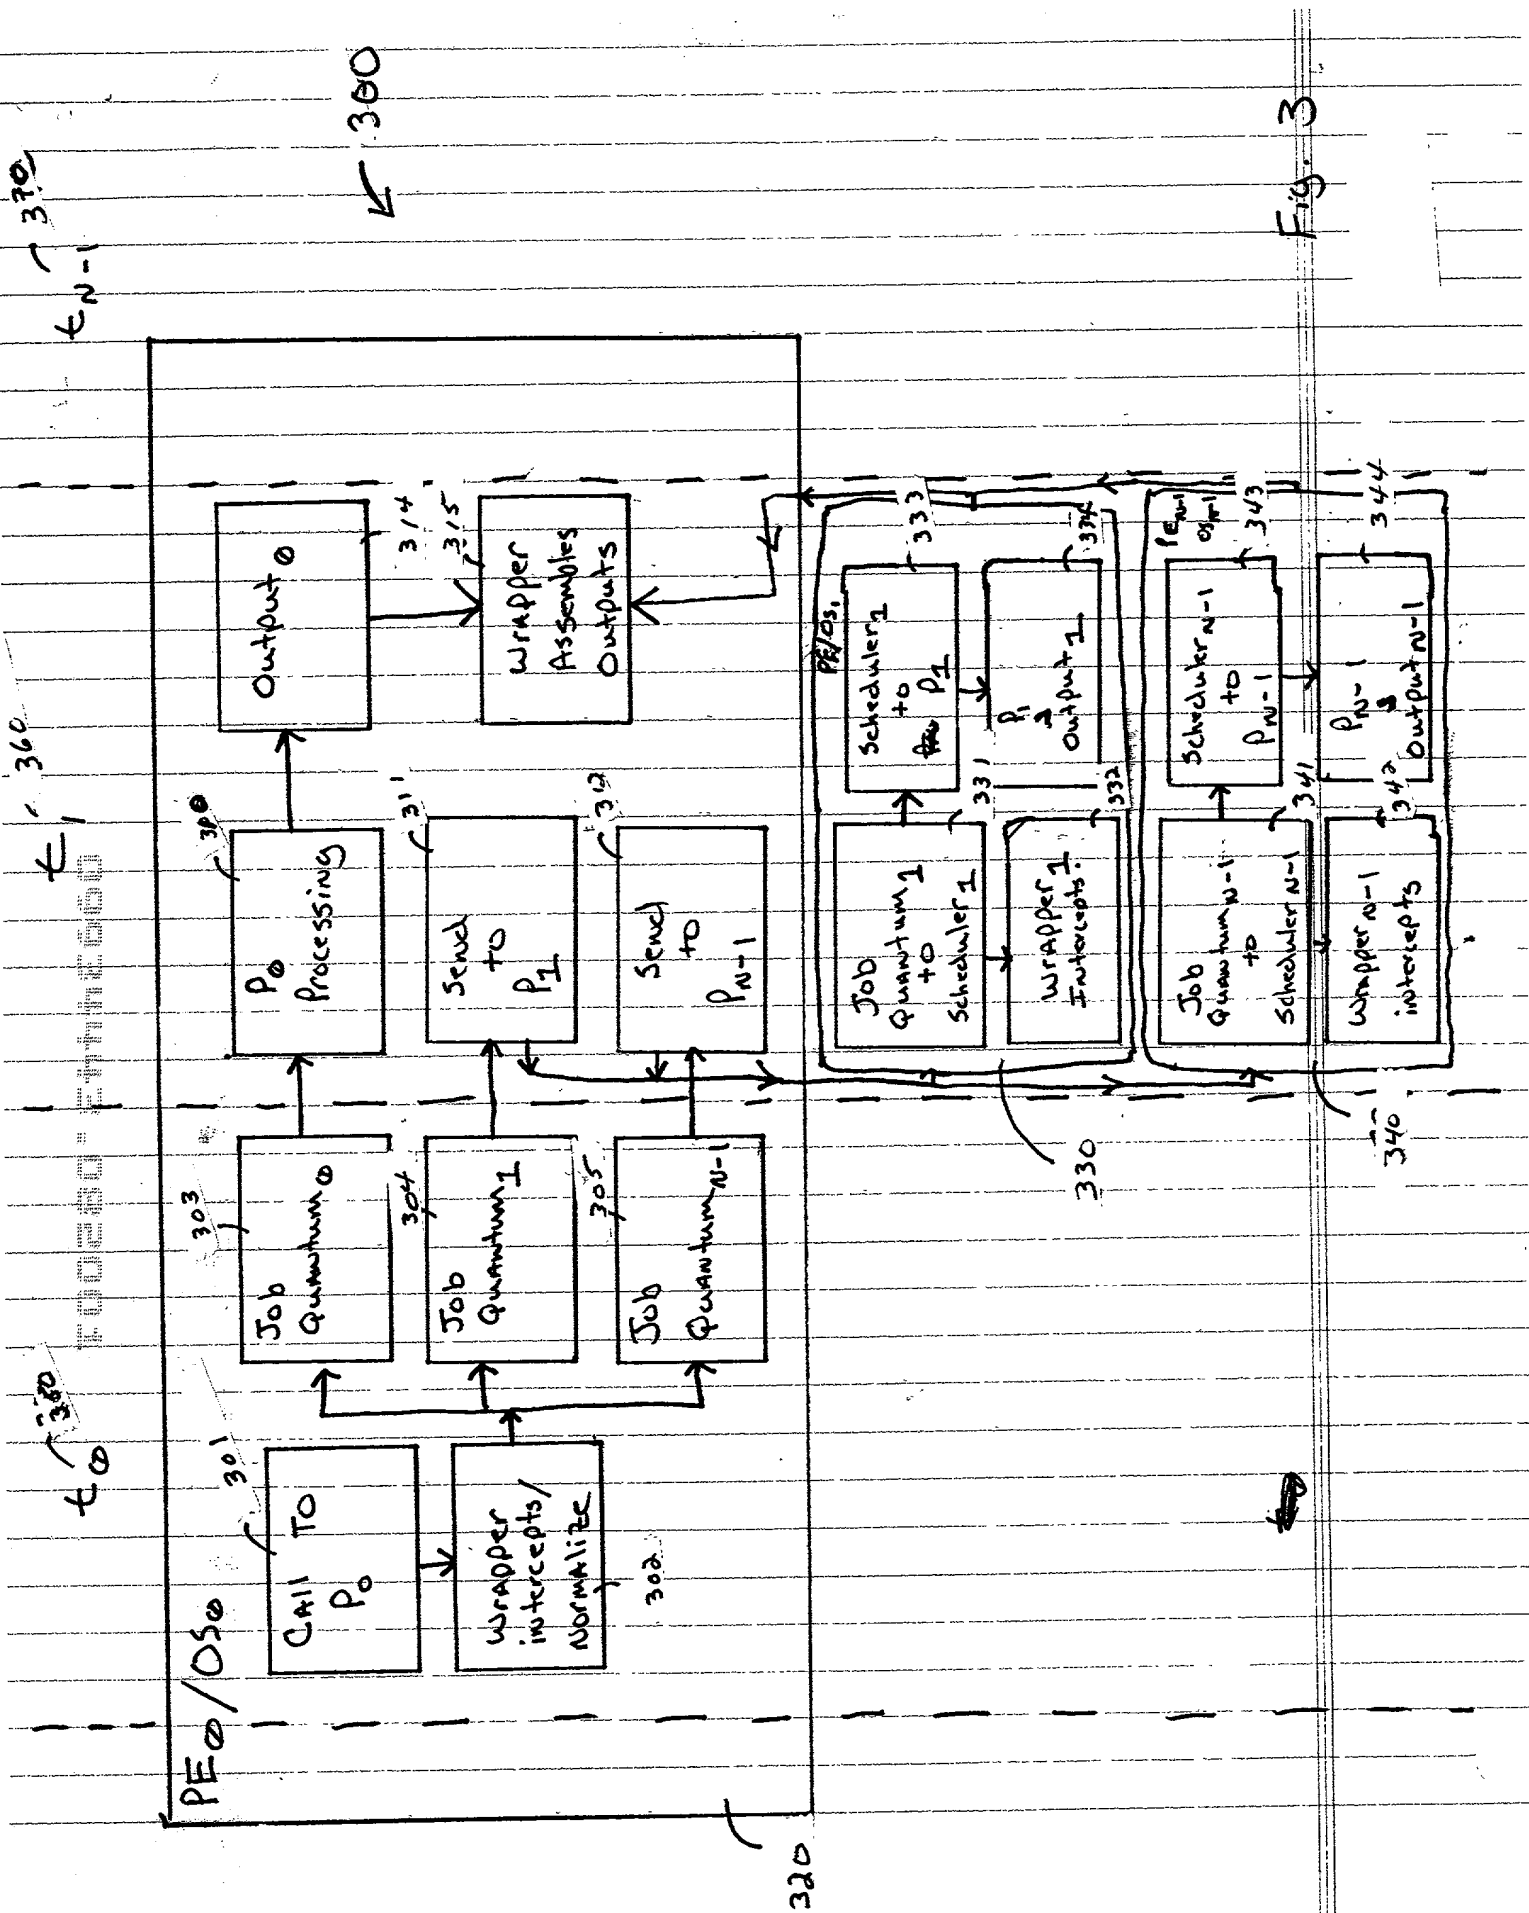 t0
380
t1
360
tN-1
370
300
PE0/OS0
320
301
Call To
P0
Wrapper
intercepts/
Normalize
302
303
Job
Quantum0
304
Job
Quantum1
305
Job
QuantumN-1
P0
Processing
311
Send
to
P1
312
Send
to
PN-1
Output0
314
315
Wrapper
Assembles
Outputs
330
PE/OS1
Job
Quantum1
to
Scheduler1
331
Wrapper1
Intercepts.
332
Scheduler1
to
P1
333
P1
Output1
334
340
PEN-1
OSN-1
Job
QuantumN-1
to
SchedulerN-1
341
WrapperN-1
intercepts
342
SchedulerN-1
to
PN-1
343
PN-1
OutputN-1
344
Fig. 3